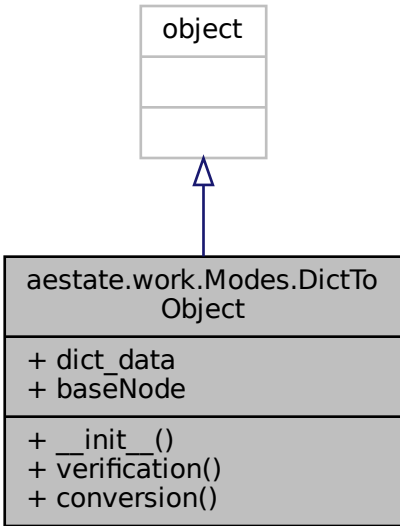 object
aestate.work.Modes.DictTo
Object
+ dict_data
+ baseNode
+ __init__()
+ verification()
+ conversion()